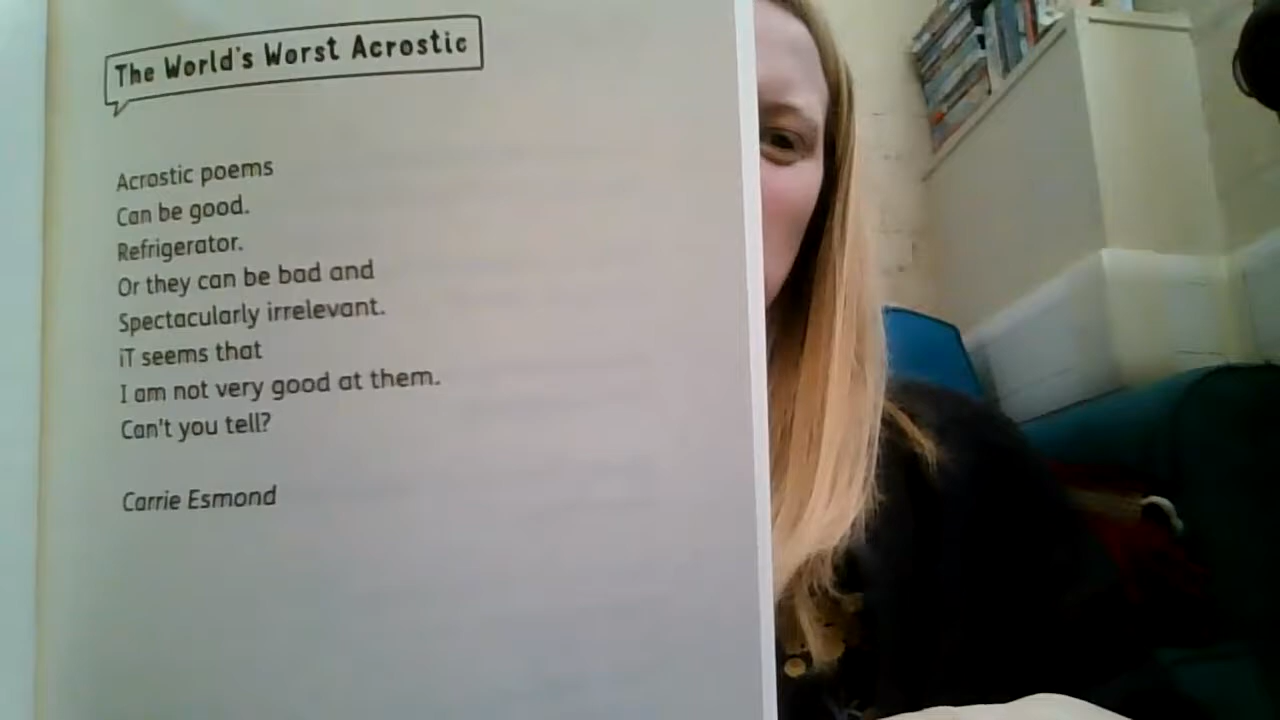 The World's Worst Acrostic
Acrostic poems
Can be good.
Refrigerator.
Or they can be bad and
Spectacularly irrelevant.
iT seems that
I am not very good at them.
Can't you tell?
Carrie Esmond